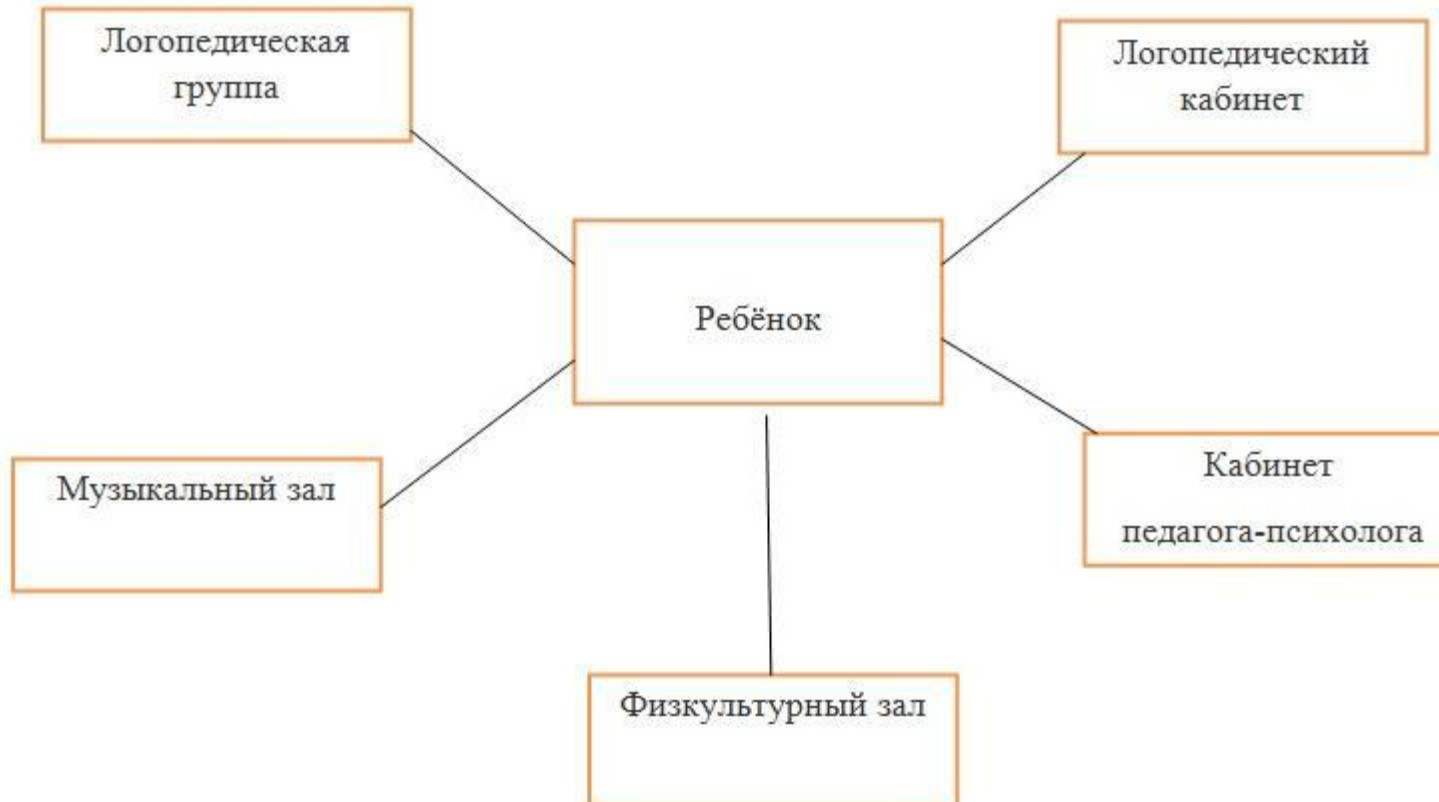 Логопедическая
группа
Логопедический
кабинет
Ребёнок
Музыкальный зал
Кабинет
педагога-психолога
Физкультурный зал